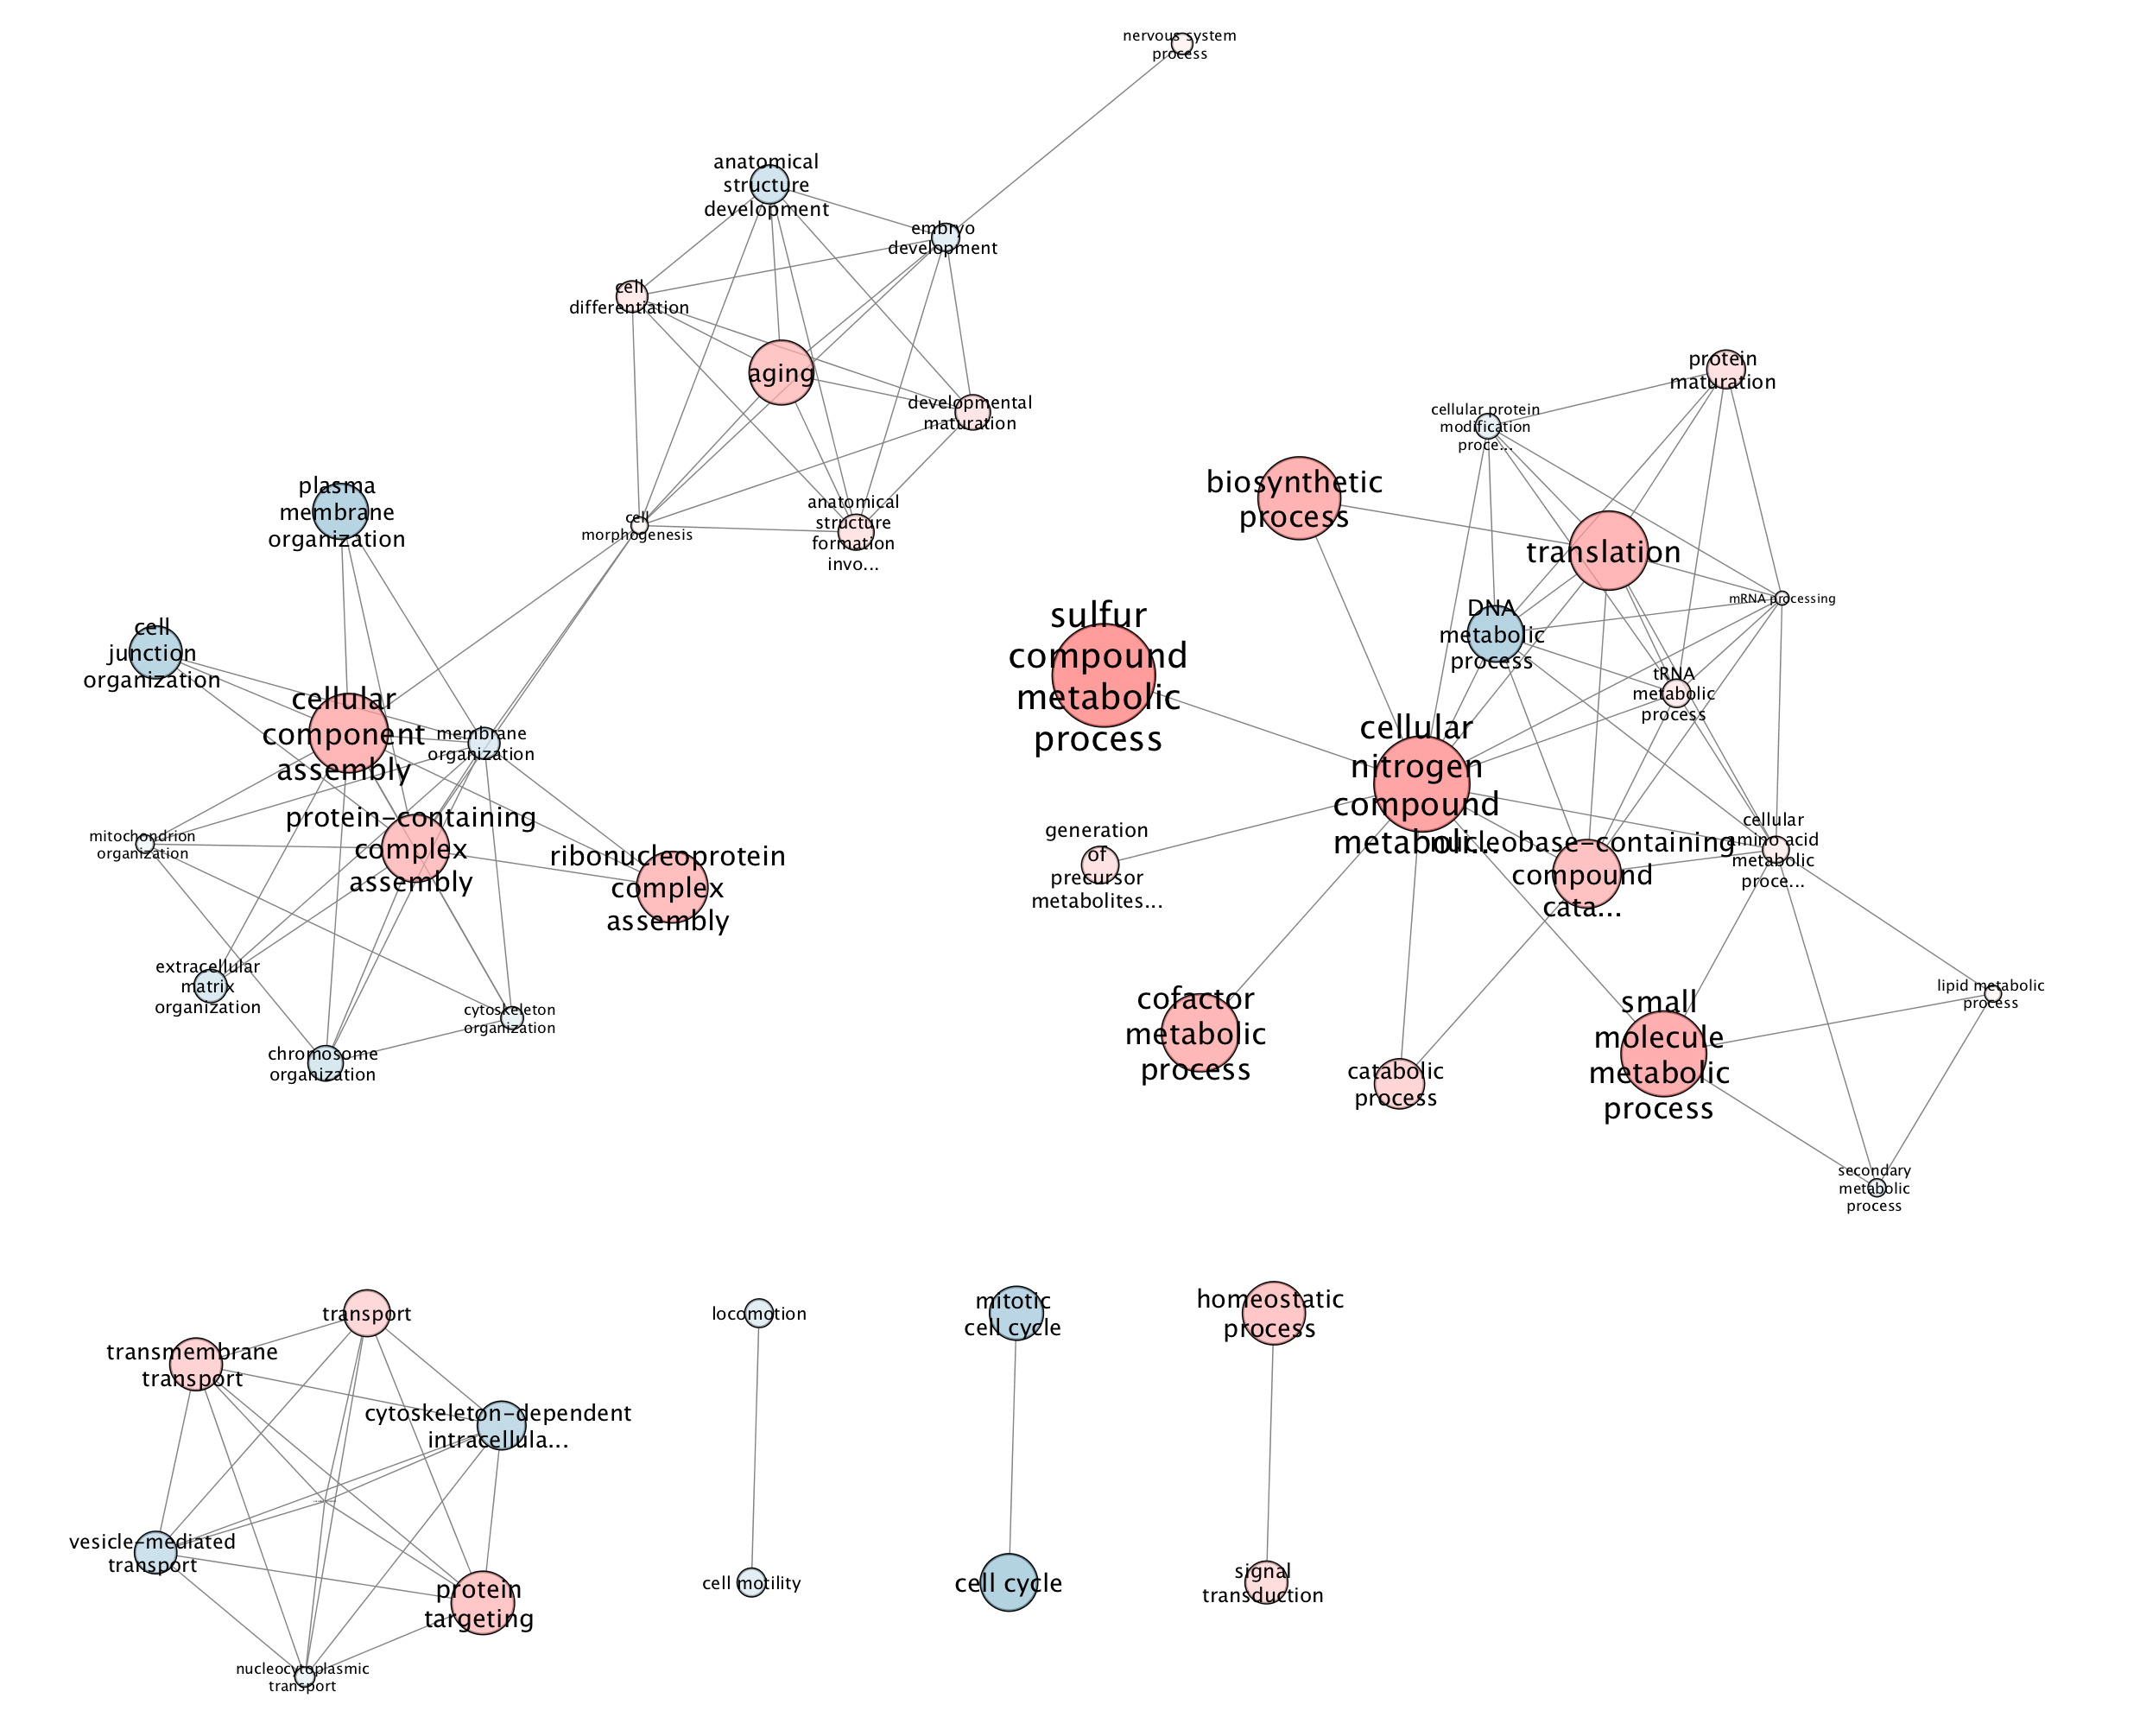 nervous system
process
anatomical
structure
development
embryo
development
cell
differentiation
aging
developmental
maturation
anatomical
structure
formation
invo...
cell
morphogenesis
plasma
membrane
organization
cell
junction
organization
cellular
component
assembly
membrane
organization
protein-containing
complex
assembly
mitochondrion
organization
ribonucleoprotein
complex
assembly
extracellular
matrix
organization
cytoskeleton
organization
chromosome
organization
protein
maturation
cellular protein
modification
proce...
biosynthetic
process
translation
mRNA processing
DNA
metabolic
process
tRNA
metabolic
process
sulfur
compound
metabolic
process
cellular
nitrogen
compound
metaboli...
nucleobase-containing
compound
cata...
cellular
amino acid
metabolic
proce...
generation
of
precursor
metabolites...
cofactor
metabolic
process
catabolic
process
small
molecule
metabolic
process
lipid metabolic
process
secondary
metabolic
process
transport
transmembrane
transport
cytoskeleton-dependent
intracellula...
vesicle-mediated
transport
protein
targeting
nucleocytoplasmic
transport
locomotion
cell motility
mitotic
cell cycle
cell cycle
homeostatic
process
signal
transduction